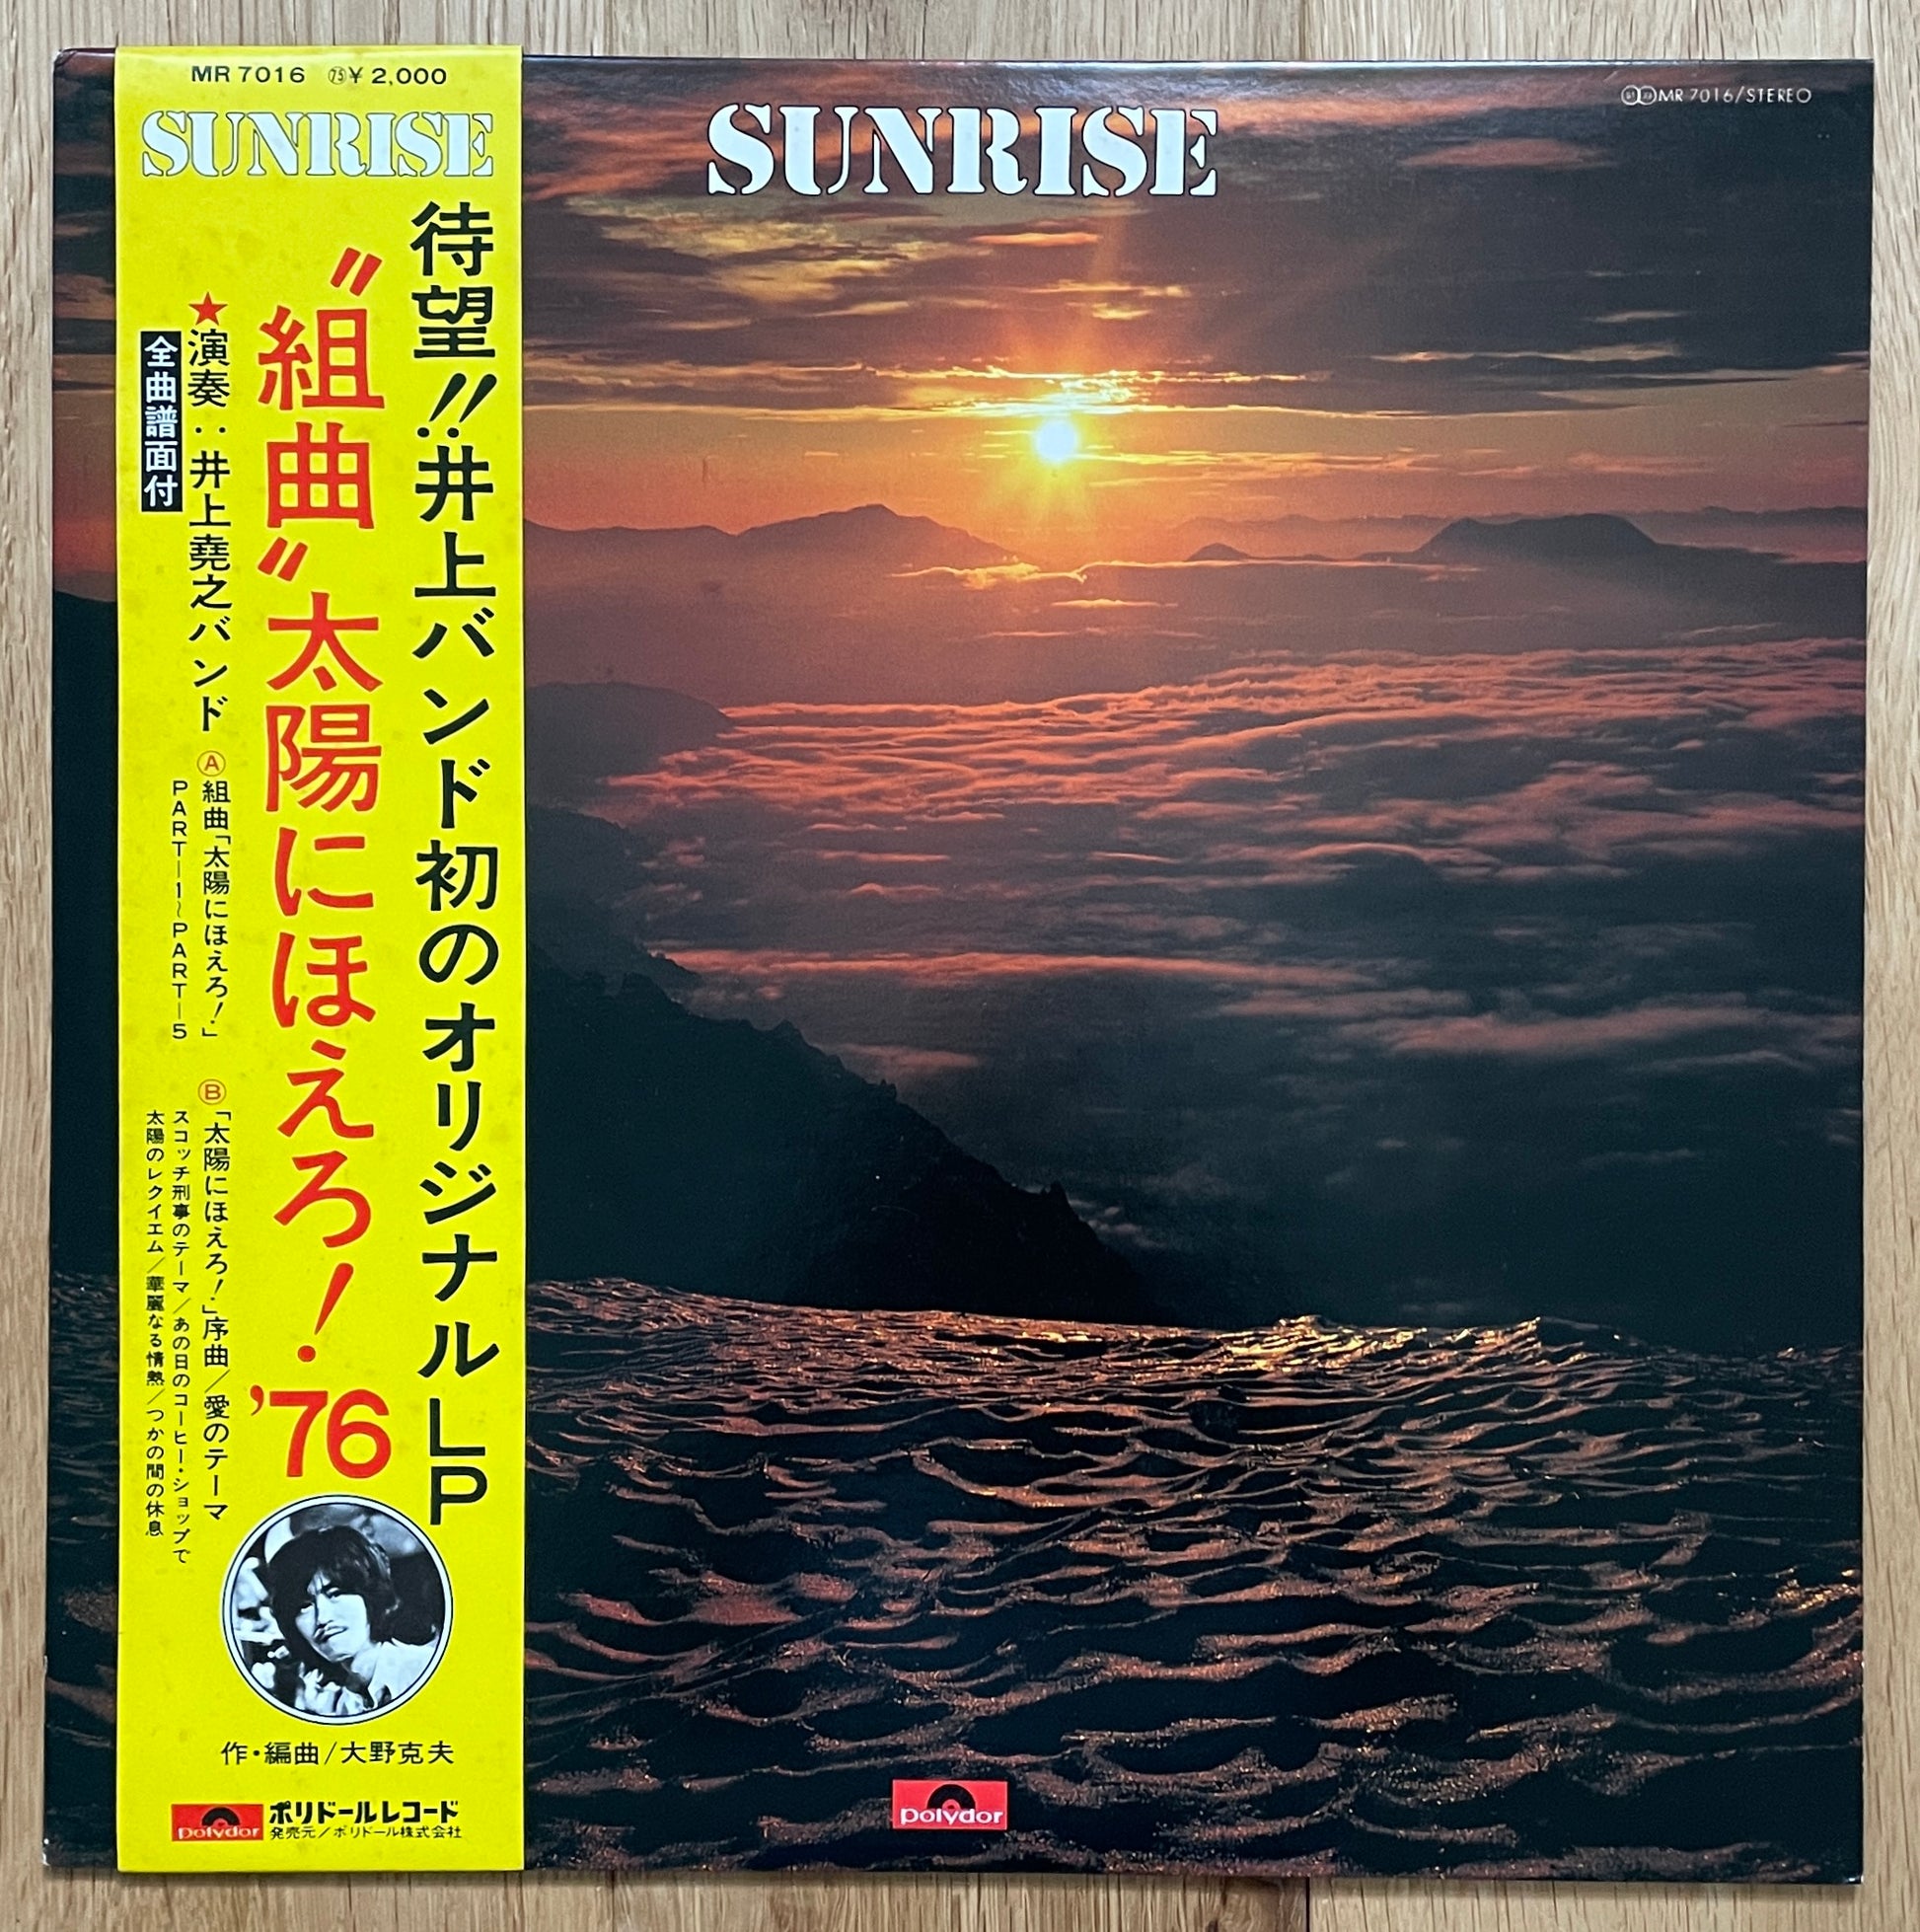 MR 7016 ㊆¥ 2,000
SUNRISE
待望!!井上バンド初のオリジナルLP
〝組曲〟太陽にほえろ!'76
★演奏:井上堯之バンド
全曲譜面付
Ⓐ組曲「太陽にほえろ!」
PART—1~PART—5
Ⓑ「太陽にほえろ!」序曲/愛のテーマ
スコッチ刑事のテーマ/あの日のコーヒー・ショップで
太陽のレクイエム/華麗なる情熱/つかの間の休息
作・編曲/大野克夫
polydor
ポリドールレコード
発売元/ポリドール株式会社
SUNRISE
MR 7016/STEREO
polydor